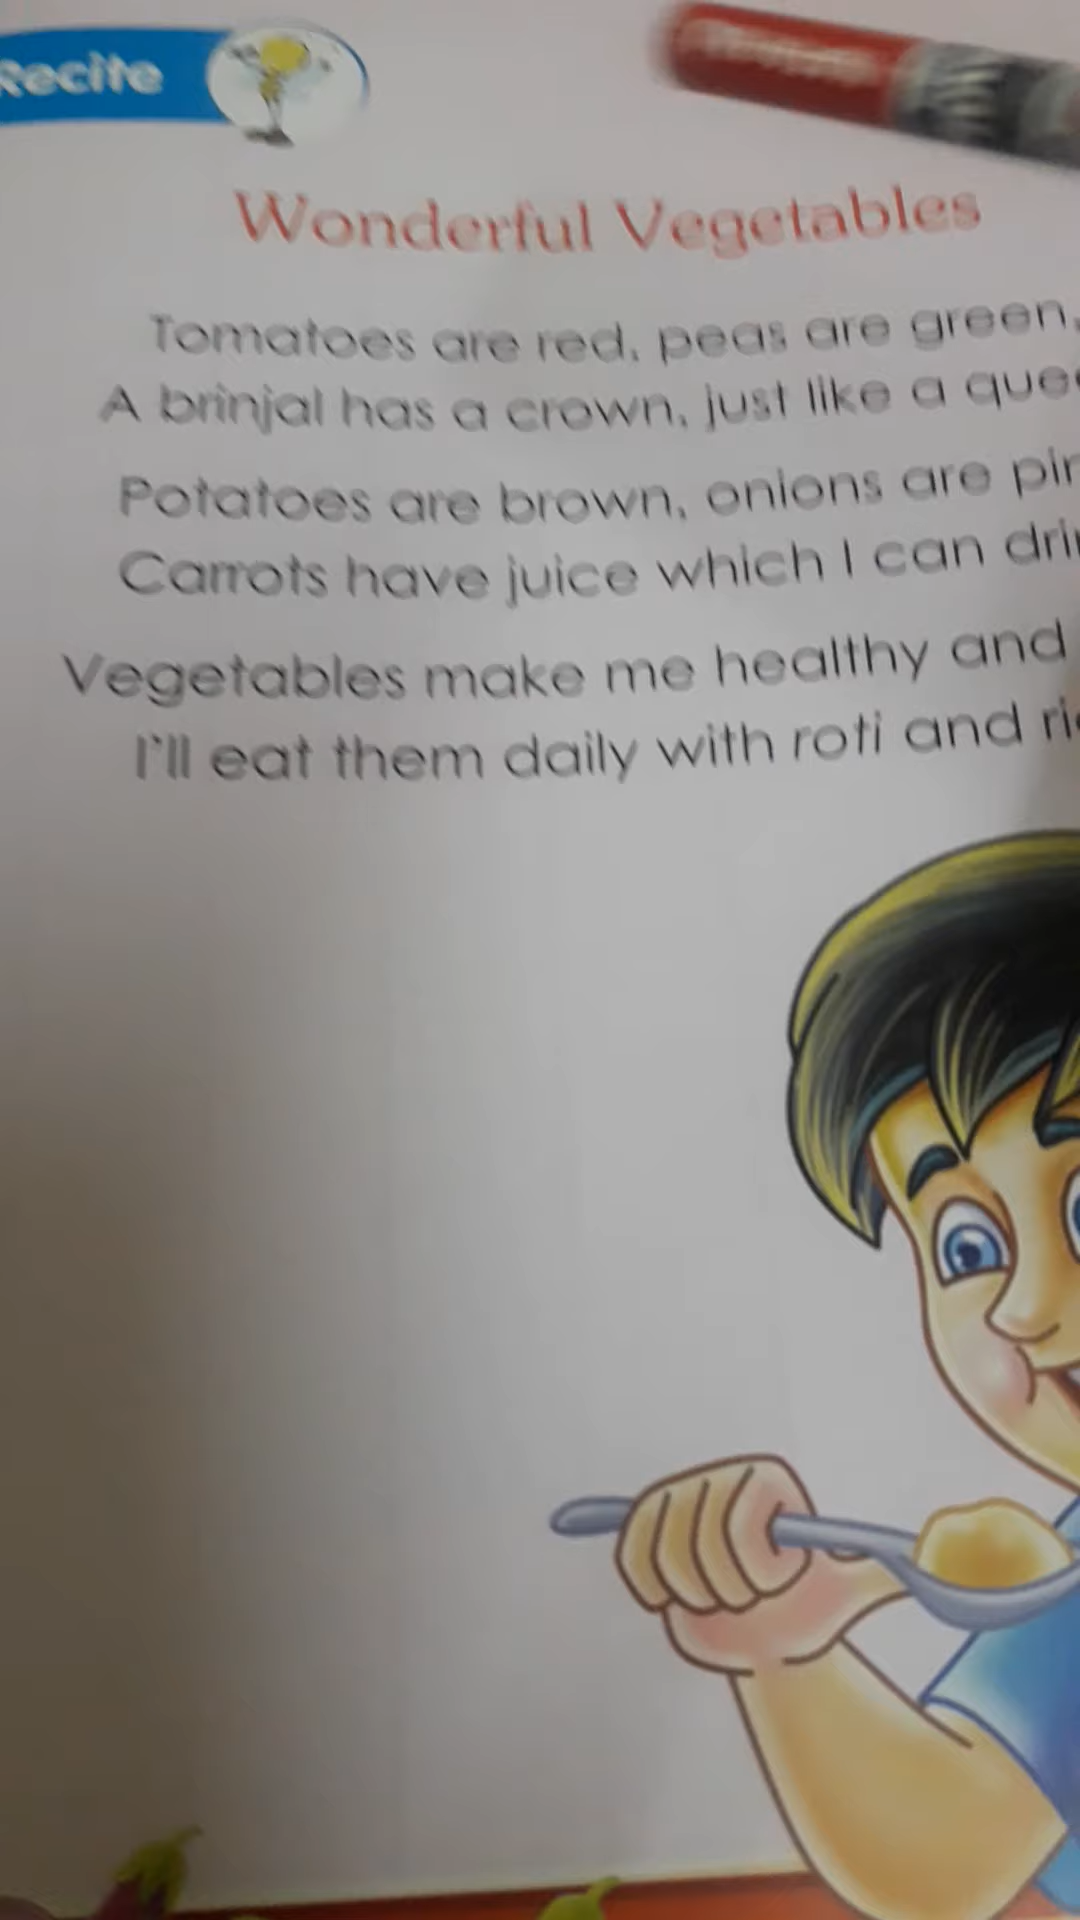 Recite
Wonderful Vegetables
Tomatoes are red, peas are green,
A brinjal has a crown, just like a
Potatoes are brown, onions are
Carrots have juice which I can
Vegetables make me healthy and
I'll eat them daily with roti and